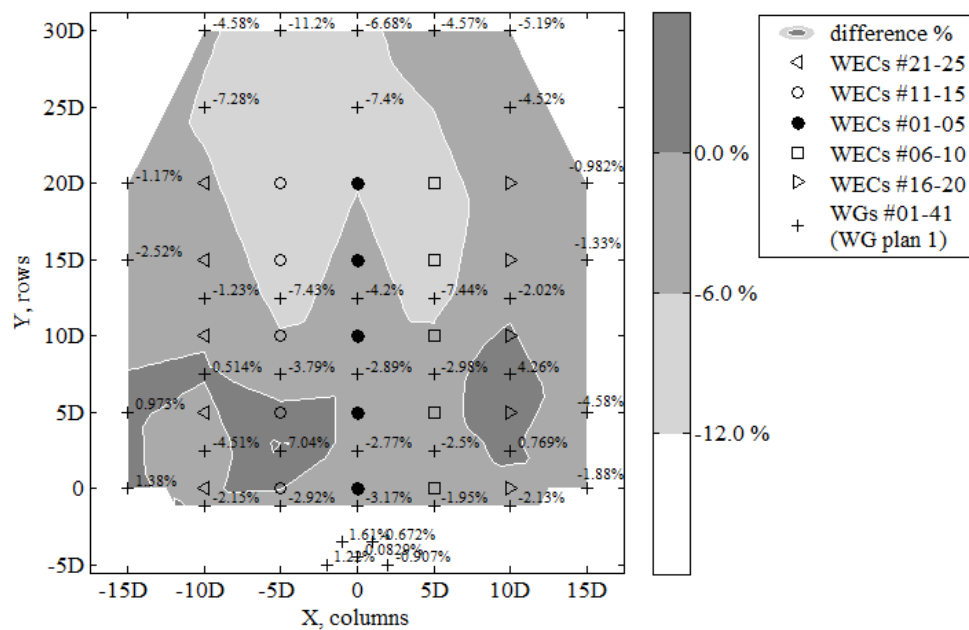 30D
-4.58%
-11.2%
-6.68%
-4.57%
-5.19%
25D
-7.28%
-7.4%
-4.52%
20D
-1.17%
-0.982%
15D
-2.52%
-1.33%
-1.23%
-7.43%
-4.2%
-7.44%
-2.02%
10D
0.514%
-3.79%
-2.89%
-2.98%
4.26%
5D
0.973%
-4.58%
-4.51%
-7.04%
-2.77%
-2.5%
0.769%
0
1.38%
-1.88%
-2.15%
-2.92%
-3.17%
-1.95%
-2.13%
1.61%
-0.672%
0.0829%
-5D
-0.907%
-15D -10D -5D 0 5D 10D 15D
X, columns
Y, rows
0.0 %
-6.0 %
-12.0 %
difference %
WECs #21-25
WECs #11-15
WECs #01-05
WECs #06-10
WECs #16-20
WGs #01-41
(WG plan 1)